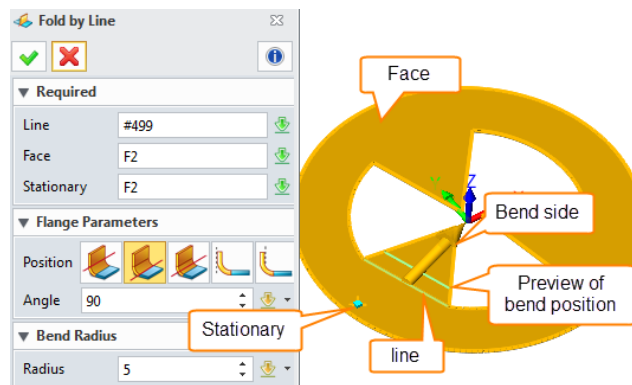 Fold by Line
Required
Line #499
Face F2
Stationary F2
Flange Parameters
Position
Angle 90
Bend Radius
Radius 5
Face
Z
Bend side
Preview of
bend position
Stationary
line